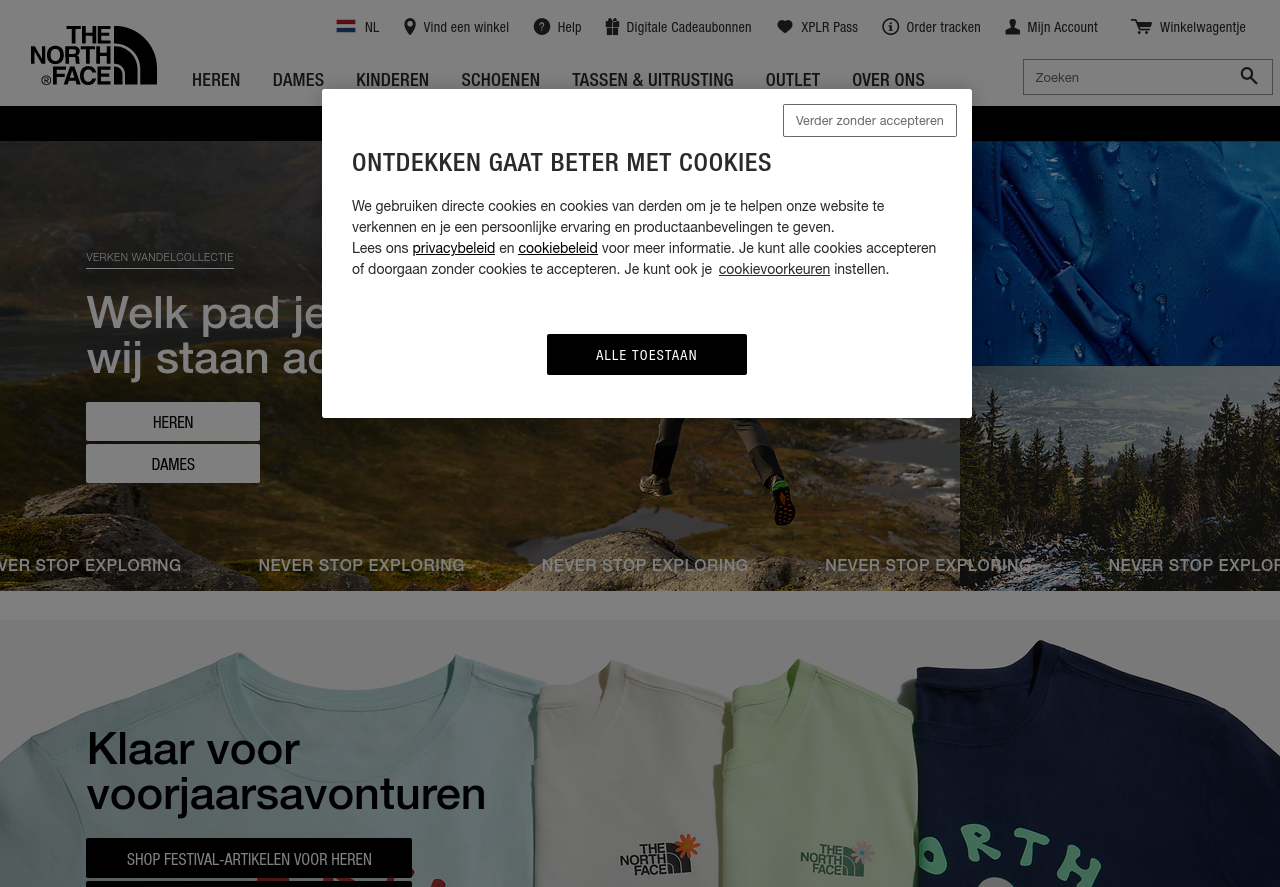 NL
Vind een winkel
Help
Digitale Cadeaubonnen
XPLR Pass
Order tracken
Mijn Account
Winkelwagentje
THE
NORTH
®FACE
HEREN
DAMES
KINDEREN
SCHOENEN
TASSEN & UITRUSTING
OUTLET
OVER ONS
Zoeken
Verder zonder accepteren
ONTDEKKEN GAAT BETER MET COOKIES
We gebruiken directe cookies en cookies van derden om je te helpen onze website te
verkennen en je een persoonlijke ervaring en productaanbevelingen te geven.
Lees ons privacybeleid en cookiebeleid voor meer informatie. Je kunt alle cookies accepteren
of doorgaan zonder cookies te accepteren. Je kunt ook je cookievoorkeuren instellen.
ALLE TOESTAAN
VERKEN WANDELCOLLECTIE
Welk pad je
wij staan ac
HEREN
DAMES
VER STOP EXPLORING
NEVER STOP EXPLORING
NEVER STOP EXPLORING
NEVER STOP EXPLORING
NEVER STOP EXPLOR
Klaar voor
voorjaarsavonturen
SHOP FESTIVAL-ARTIKELEN VOOR HEREN
THE
NORTH
FACE
THE
NORTH
FACE
ORTH